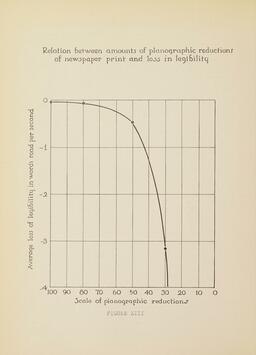 Relation between amounts of planographic reductions
of newspaper print and loss in legibility
Average loss of legibility in words read per second
0
-1
-2
-3
-4
100 90 80 70 60 50 40 30 20 10 0
Scale of planographic reductions
FIGURE XIII